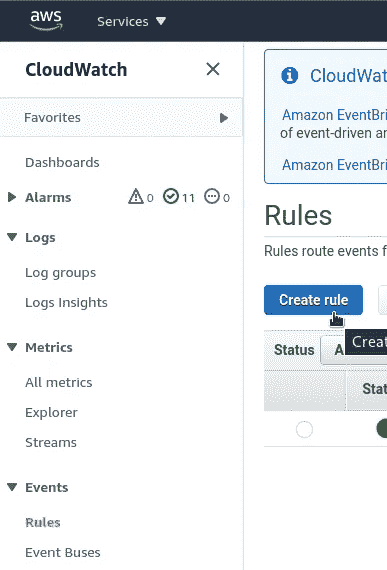 aws Services
CloudWatch
Favorites
Dashboards
Alarms 0 11 0
Logs
Log groups
Logs Insights
Metrics
All metrics
Explorer
Streams
Events
Rules
Event Buses
CloudWat
Amazon EventBri
of event-driven a
Amazon EventBri
Rules
Rules route events f
Create rule
Creat
Status A
Stat